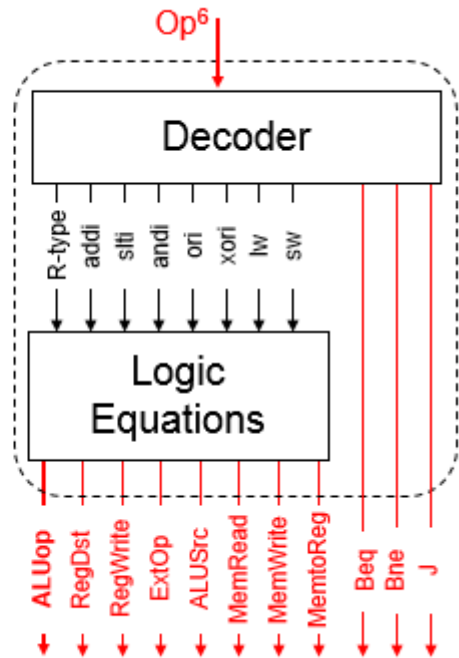 Op⁶
Decoder
R-type
addi
slti
andi
ori
xori
lw
sw
Logic
Equations
ALUop
RegDst
RegWrite
ExtOp
ALUSrc
MemRead
MemWrite
MemtoReg
Beq
Bne
J